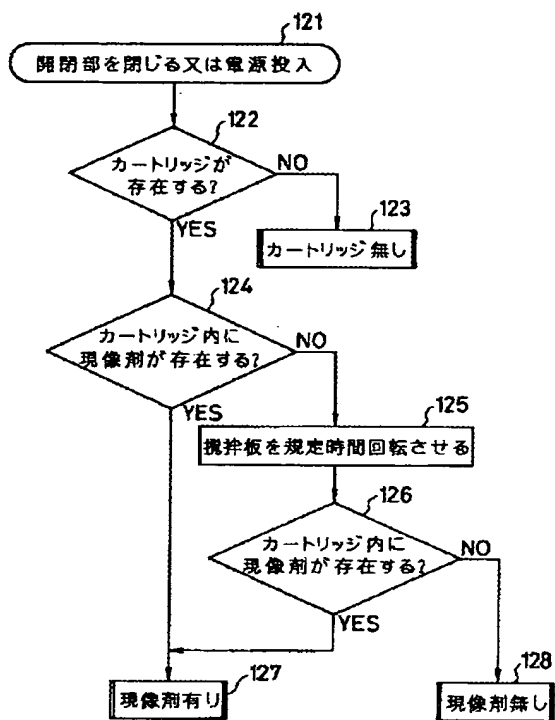 121
開閉部を閉じる又は電源投入
122
カートリッジが
存在する?
NO
YES
123
カートリッジ無し
124
カートリッジ内に
現像剤が存在する?
NO
YES
125
撹拌板を規定時間回転させる
126
カートリッジ内に
現像剤が存在する?
NO
YES
127
現像剤有り
128
現像剤無し